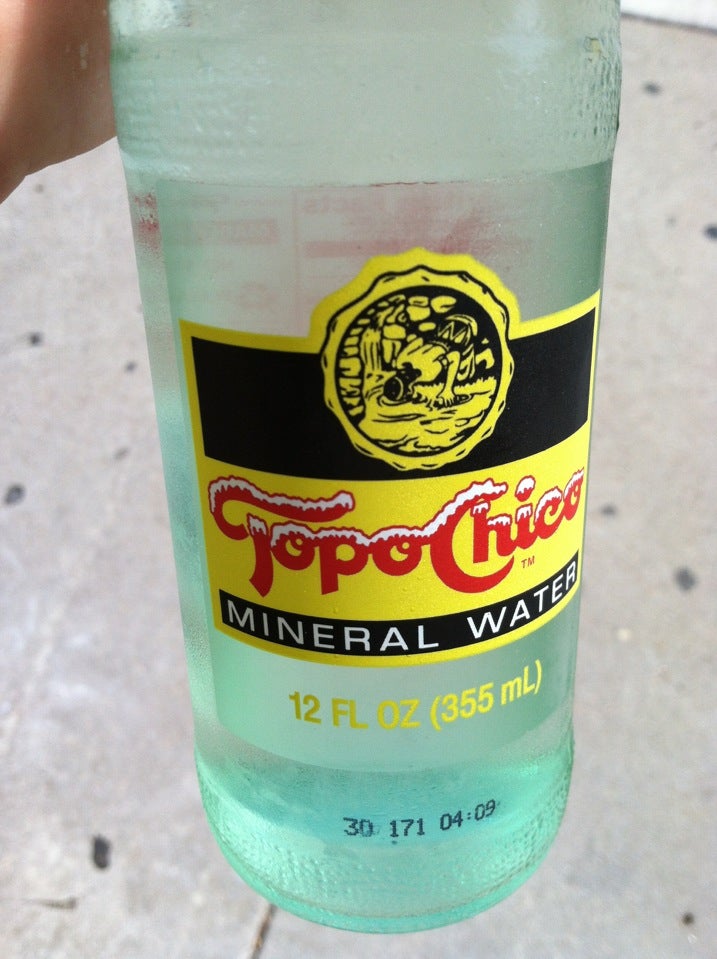 Topo Chico
TM
MINERAL WATER
12 FL OZ (355 mL)
30 171 04:09